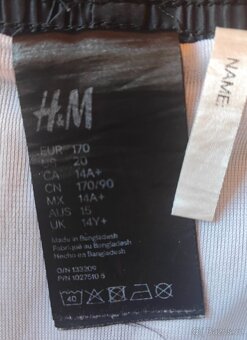 H&M
EUR 170
US 20
CA 14A+
CN 170/90
MX 14A+
AUS 15
UK 14Y+
Made in Bangladesh
Fabriqué au Bangladesh
Hecho en Bangladesh
O/N 133209
P/N 1027510 5
40
NAME: